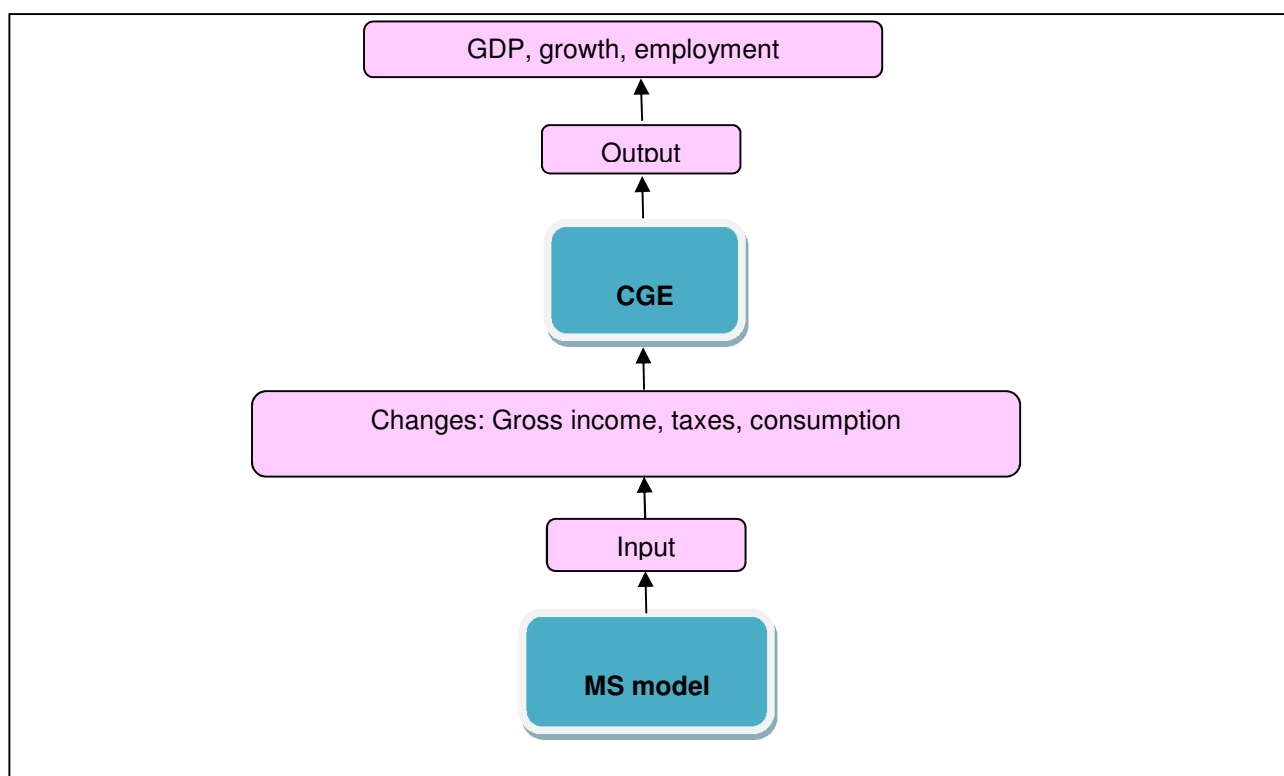 GDP, growth, employment
Output
CGE
Changes: Gross income, taxes, consumption
Input
MS model